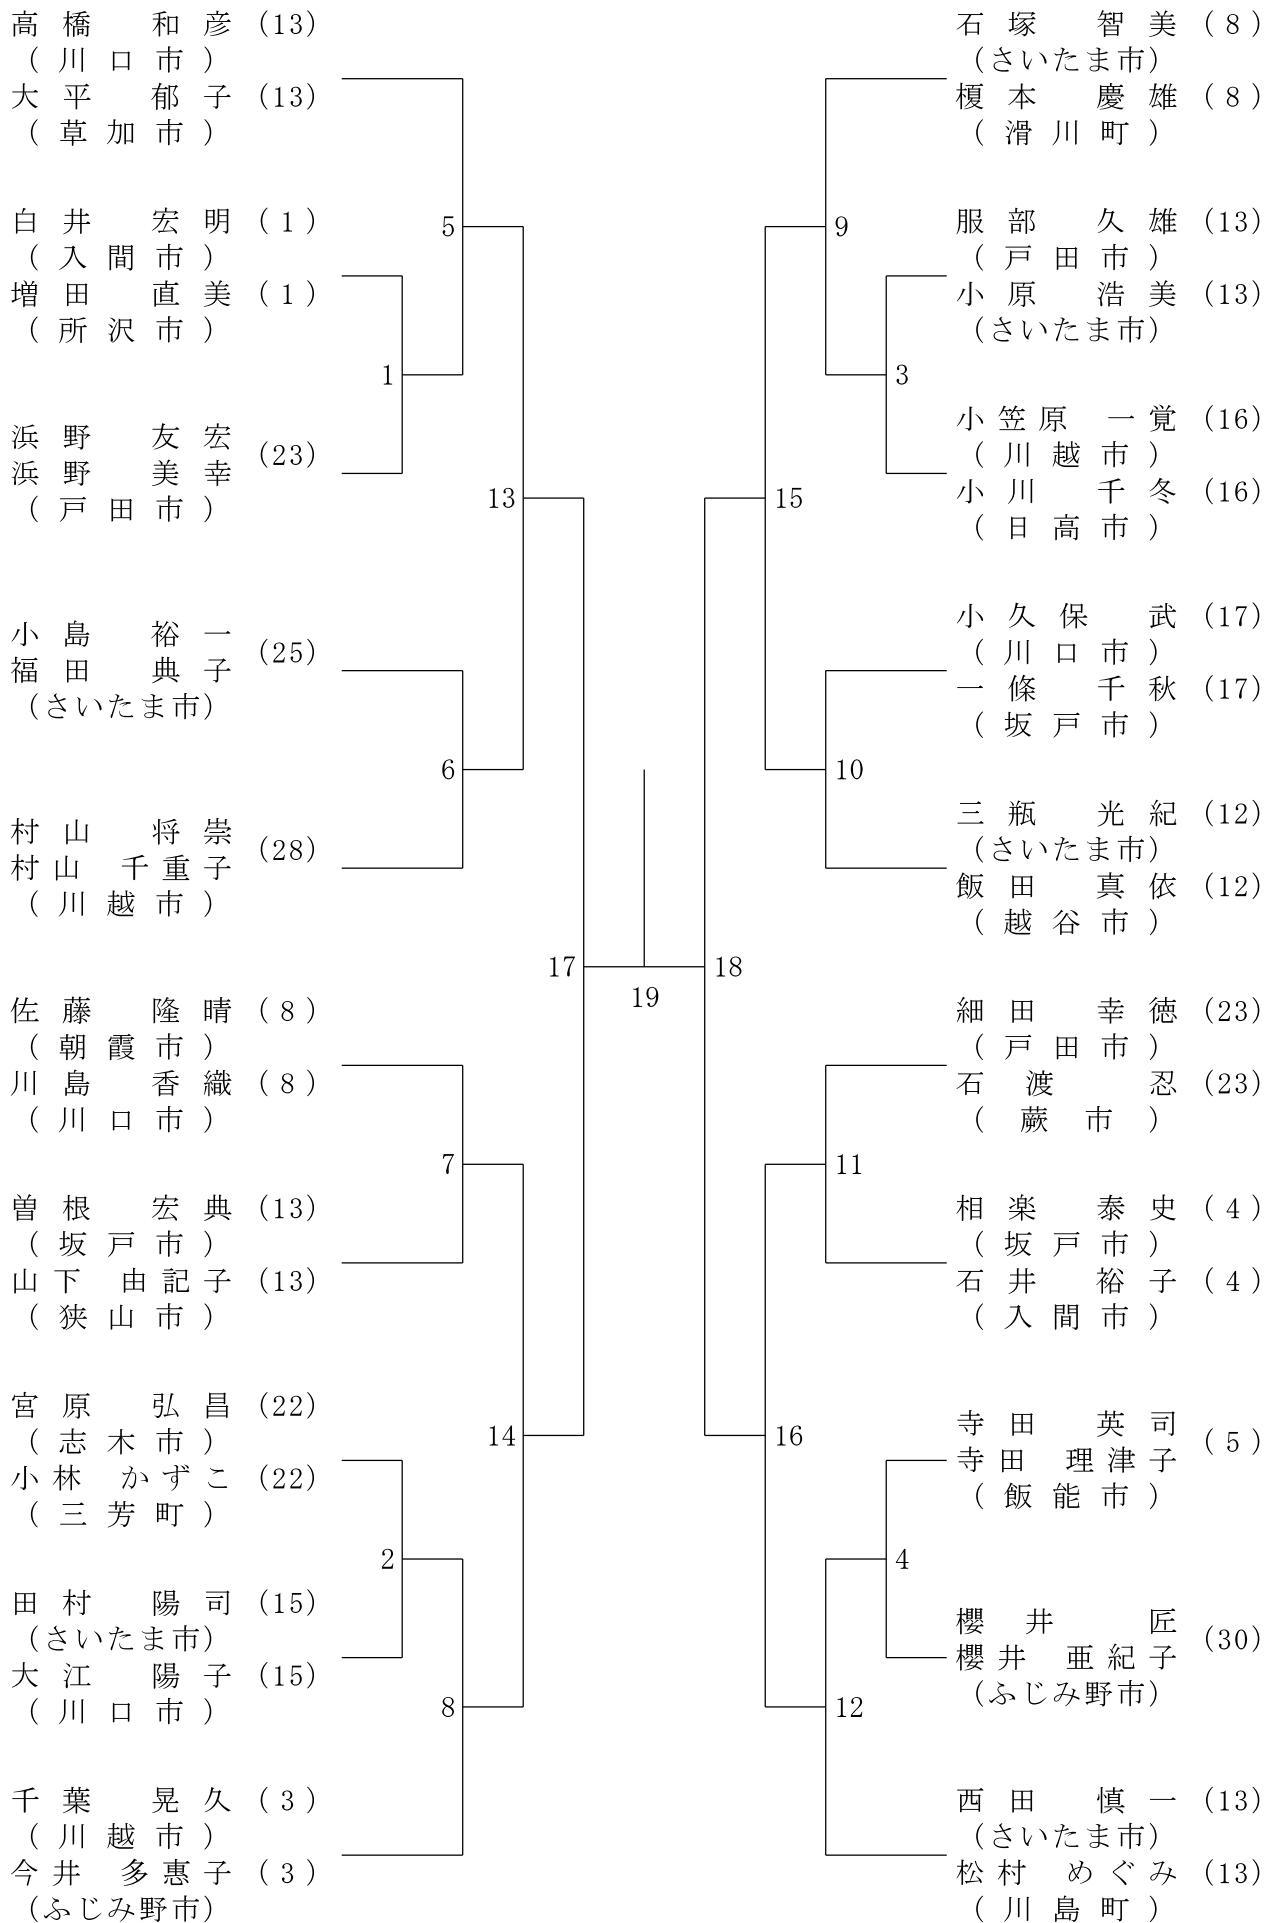 高橋 和彦 (13)
(川口市)
大平 郁子 (13)
(草加市)
白井 宏明 (1)
(入間市)
増田 直美 (1)
(所沢市)
浜野 友宏
(23)
浜野 美幸
(戸田市)
小島 裕一
(25)
福田 典子
(さいたま市)
村山 将崇
(28)
村山 千重子
(川越市)
佐藤 隆晴 (8)
(朝霞市)
川島 香織 (8)
(川口市)
曽根 宏典 (13)
(坂戸市)
山下 由記子 (13)
(狭山市)
宮原 弘昌 (22)
(志木市)
小林 かずこ (22)
(三芳町)
田村 陽司 (15)
(さいたま市)
大江 陽子 (15)
(川口市)
千葉 晃久 (3)
(川越市)
今井 多惠子 (3)
(ふじみ野市)
1
2
5
6
7
8
13
14
17
19
18
15
16
9
10
11
12
3
4
石塚 智美 (8)
(さいたま市)
榎本 慶雄 (8)
(滑川町)
服部 久雄 (13)
(戸田市)
小原 浩美 (13)
(さいたま市)
小笠原 一覚 (16)
(川越市)
小川 千冬 (16)
(日高市)
小久保 武 (17)
(川口市)
一條 千秋 (17)
(坂戸市)
三瓶 光紀 (12)
(さいたま市)
飯田 真依 (12)
(越谷市)
細田 幸徳 (23)
(戸田市)
石渡 忍 (23)
(蕨市)
相楽 泰史 (4)
(坂戸市)
石井 裕子 (4)
(入間市)
寺田 英司
(5)
寺田 理津子
(飯能市)
櫻井 匠
(30)
櫻井 亜紀子
(ふじみ野市)
西田 慎一 (13)
(さいたま市)
松村 めぐみ (13)
(川島町)